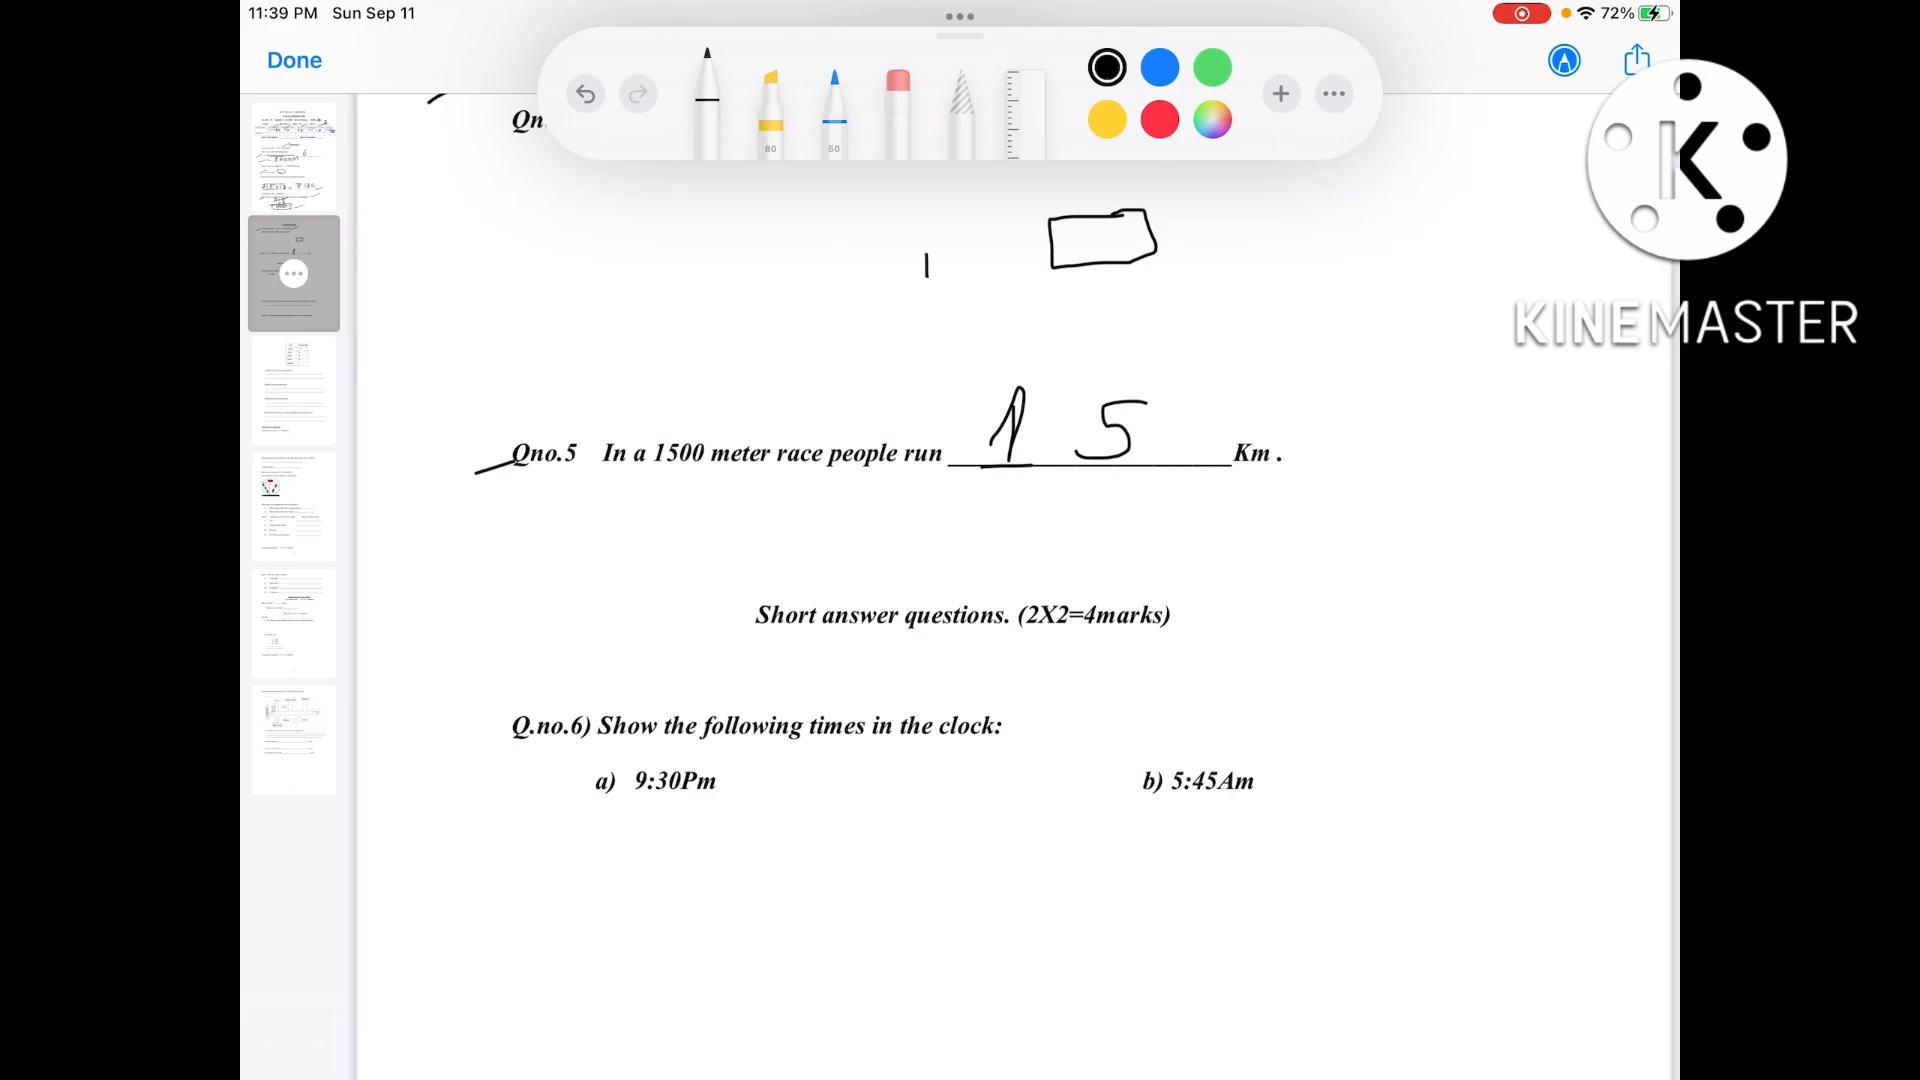 11:39 PM Sun Sep 11
72%
Done
80
50
Qn
K
KINEMASTER
1 5
Qno.5 In a 1500 meter race people run ____________________ Km .
Short answer questions. (2X2=4marks)
Q.no.6) Show the following times in the clock:
a) 9:30Pm b) 5:45Am